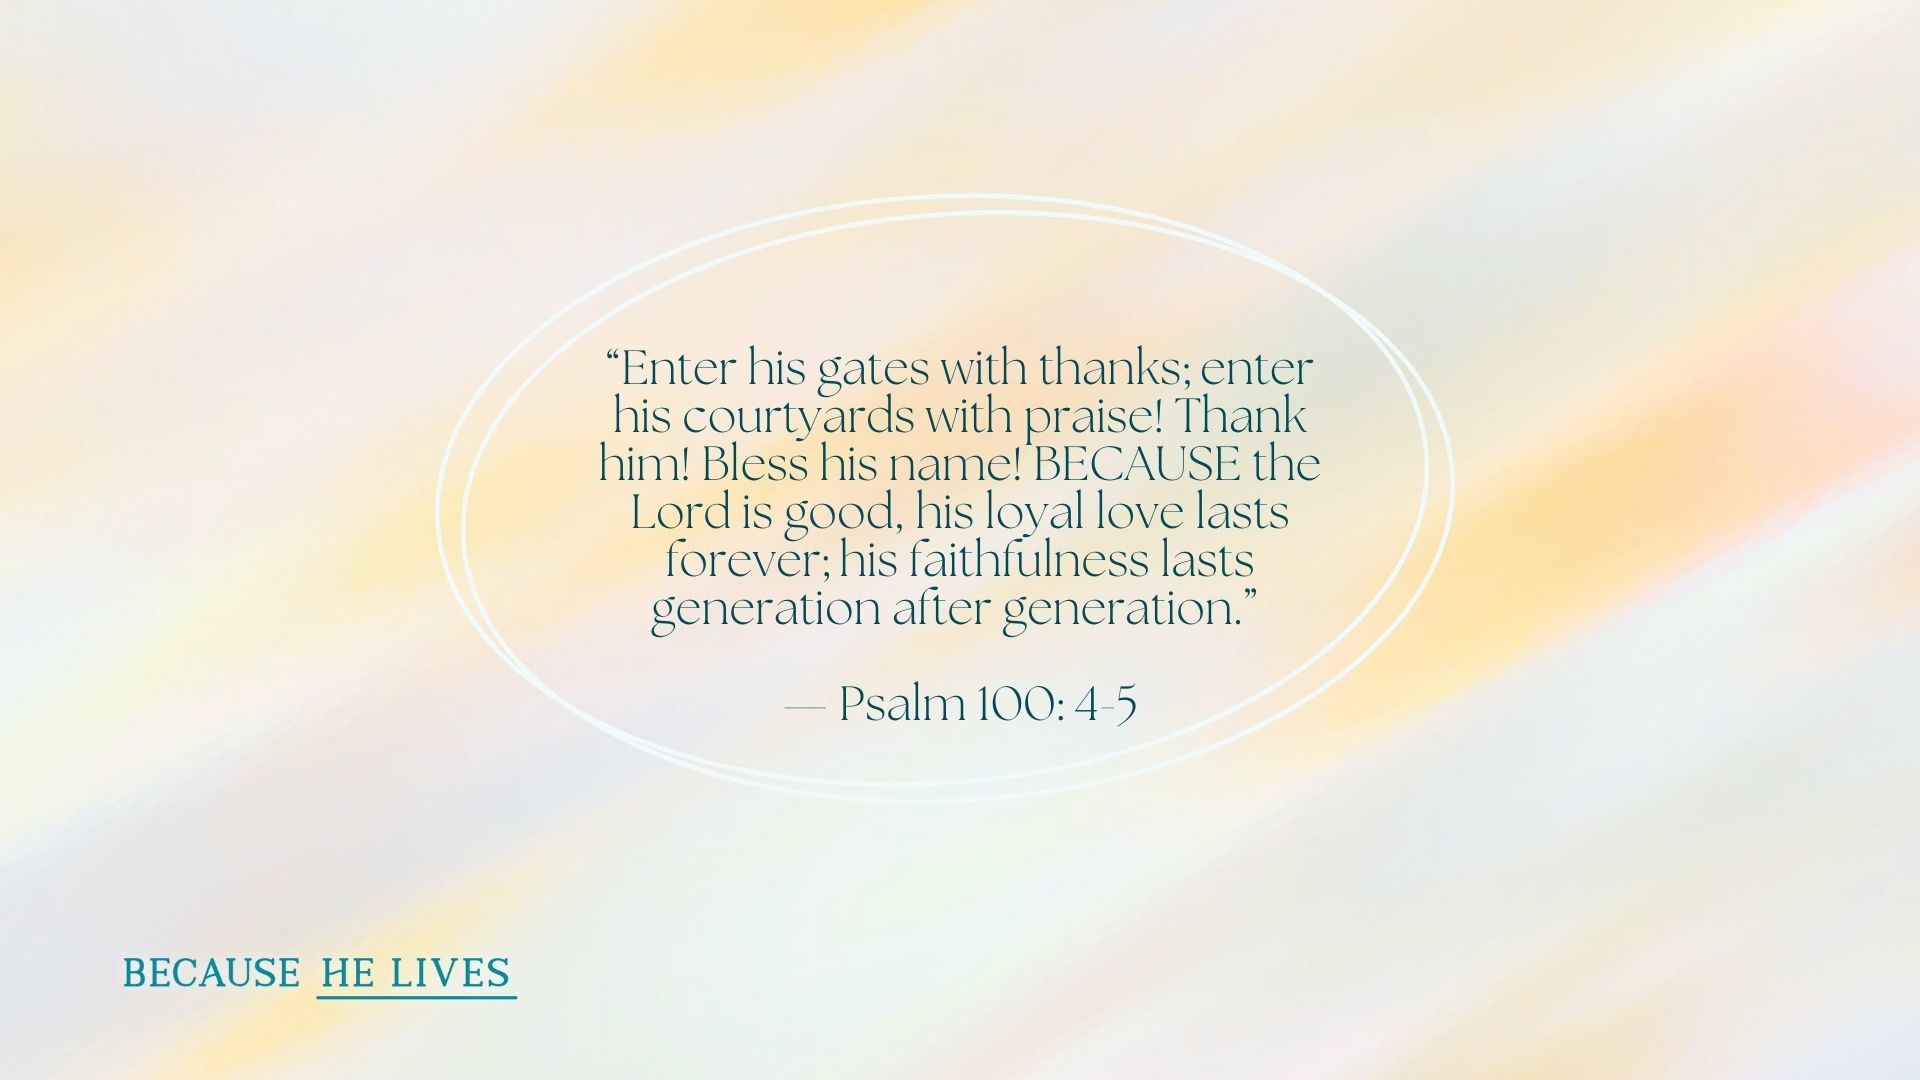 “Enter his gates with thanks; enter
his courtyards with praise! Thank
him! Bless his name! BECAUSE the
Lord is good, his loyal love lasts
forever; his faithfulness lasts
generation after generation.”
— Psalm 100: 4-5
BECAUSE HE LIVES